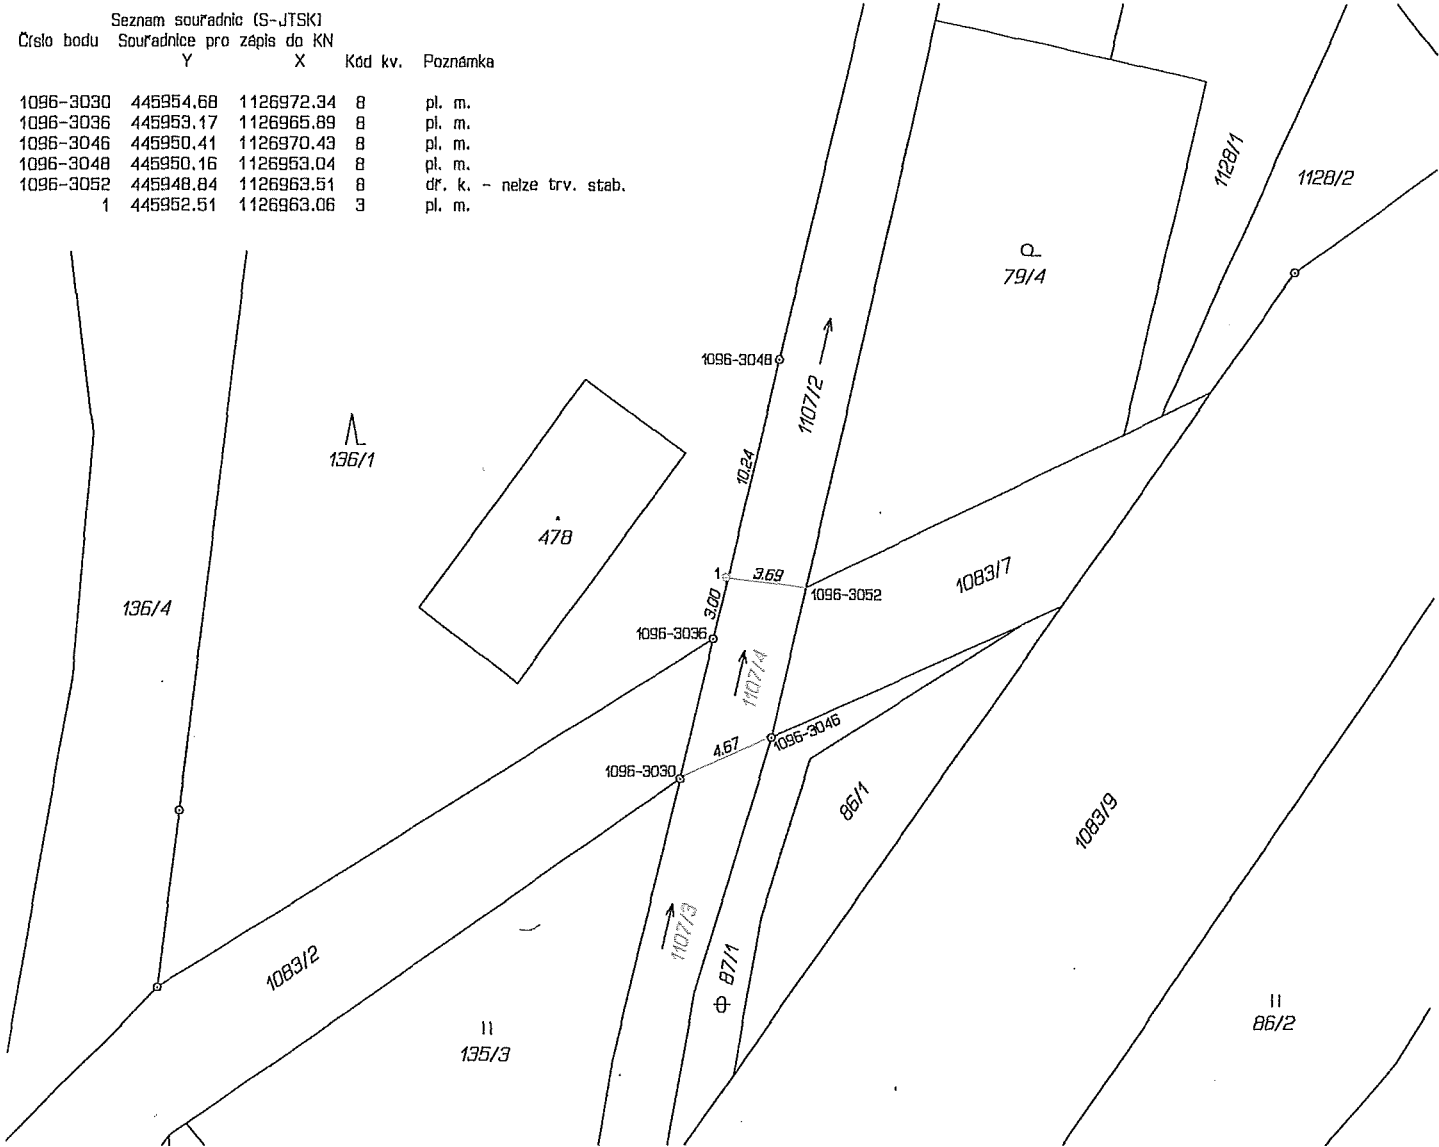 Seznam souřadnic (S-JTSK)
Číslo bodu Souřadnice pro zápis do KN
Y X Kód kv. Poznámka
1096-3030 445954.68 1126972.34 8 pl. m.
1096-3036 445953.17 1126965.89 8 pl. m.
1096-3046 445950.41 1126970.43 8 pl. m.
1096-3048 445950.16 1126953.04 8 pl. m.
1096-3052 445948.84 1126963.51 8 dř. k. - nelze trv. stab.
1 445952.51 1126963.06 3 pl. m.
1128/1
1128/2
79/4
1096-3048
1107/2
136/1
10.24
478
1
3.69
1083/7
1096-3052
136/4
3.00
1096-3036
1107/4
1096-3046
4.67
1096-3030
86/1
1083/9
1107/3
87/1
1083/2
86/2
135/3